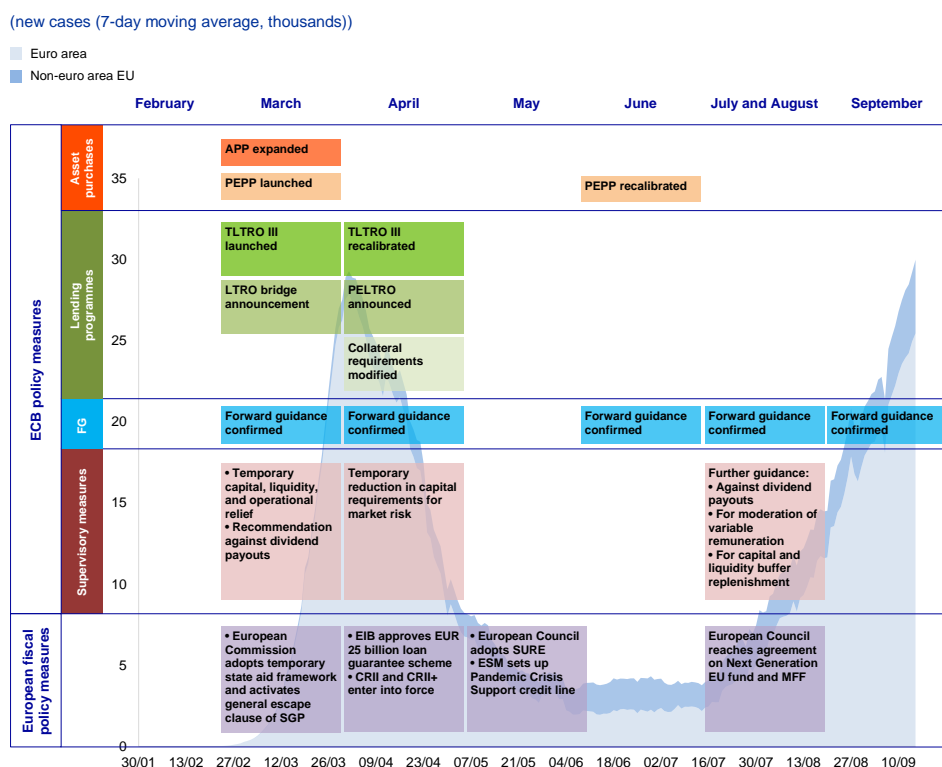 (new cases (7-day moving average, thousands))
Euro area
Non-euro area EU
February March April May June July and August September
ECB policy measures
Asset
purchases
35
APP expanded
PEPP launched
PEPP recalibrated
Lending
programmes
30
25
TLTRO III
launched
TLTRO III
recalibrated
LTRO bridge
announcement
PELTRO
announced
Collateral
requirements
modified
FG
20
Forward guidance
confirmed
Forward guidance
confirmed
Forward guidance
confirmed
Forward guidance
confirmed
Forward guidance
confirmed
Supervisory measures
15
10
• Temporary
capital, liquidity,
and operational
relief
• Recommendation
against dividend
payouts
Temporary
reduction in capital
requirements for
market risk
Further guidance:
• Against dividend
payouts
• For moderation of
variable
remuneration
• For capital and
liquidity buffer
replenishment
European fiscal
policy measures
5
0
• European
Commission
adopts temporary
state aid framework
and activates
general escape
clause of SGP
• EIB approves EUR
25 billion loan
guarantee scheme
• CRII and CRII+
enter into force
• European Council
adopts SURE
• ESM sets up
Pandemic Crisis
Support credit line
European Council
reaches agreement
on Next Generation
EU fund and MFF
30/01 13/02 27/02 12/03 26/03 09/04 23/04 07/05 21/05 04/06 18/06 02/07 16/07 30/07 13/08 27/08 10/09